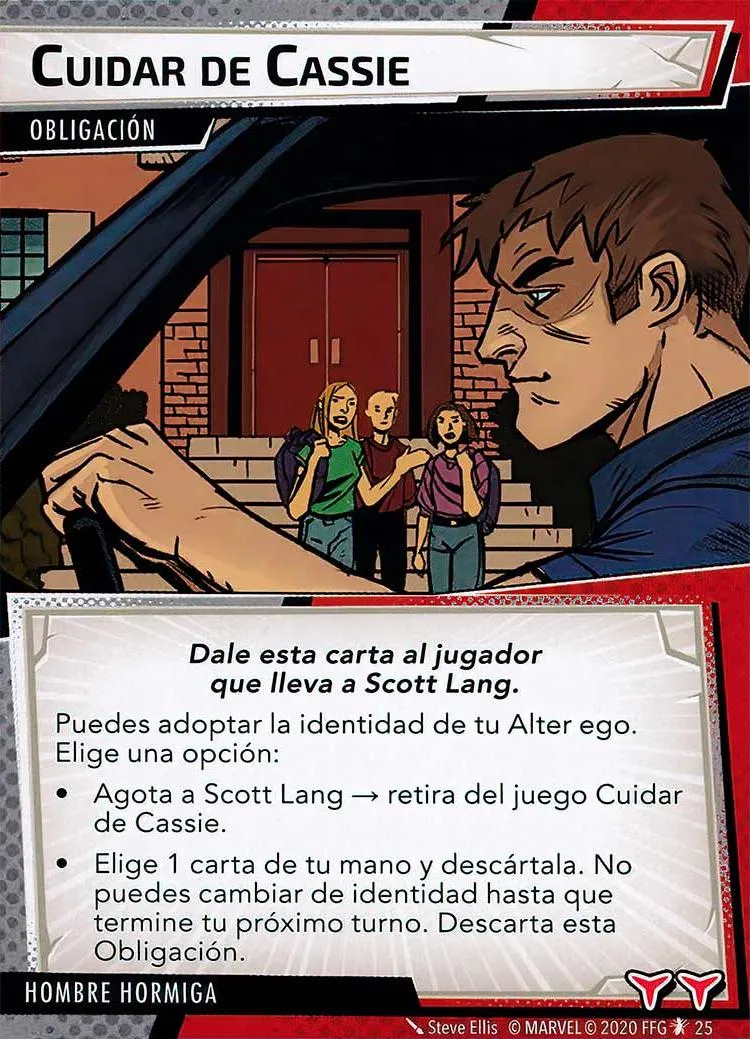 CUIDAR DE CASSIE
OBLIGACIÓN
Dale esta carta al jugador
que lleva a Scott Lang.
Puedes adoptar la identidad de tu Alter ego.
Elige una opción:
• Agota a Scott Lang → retira del juego Cuidar
de Cassie.
• Elige 1 carta de tu mano y descártala. No
puedes cambiar de identidad hasta que
termine tu próximo turno. Descarta esta
Obligación.
HOMBRE HORMIGA
Steve Ellis © MARVEL © 2020 FFG 25